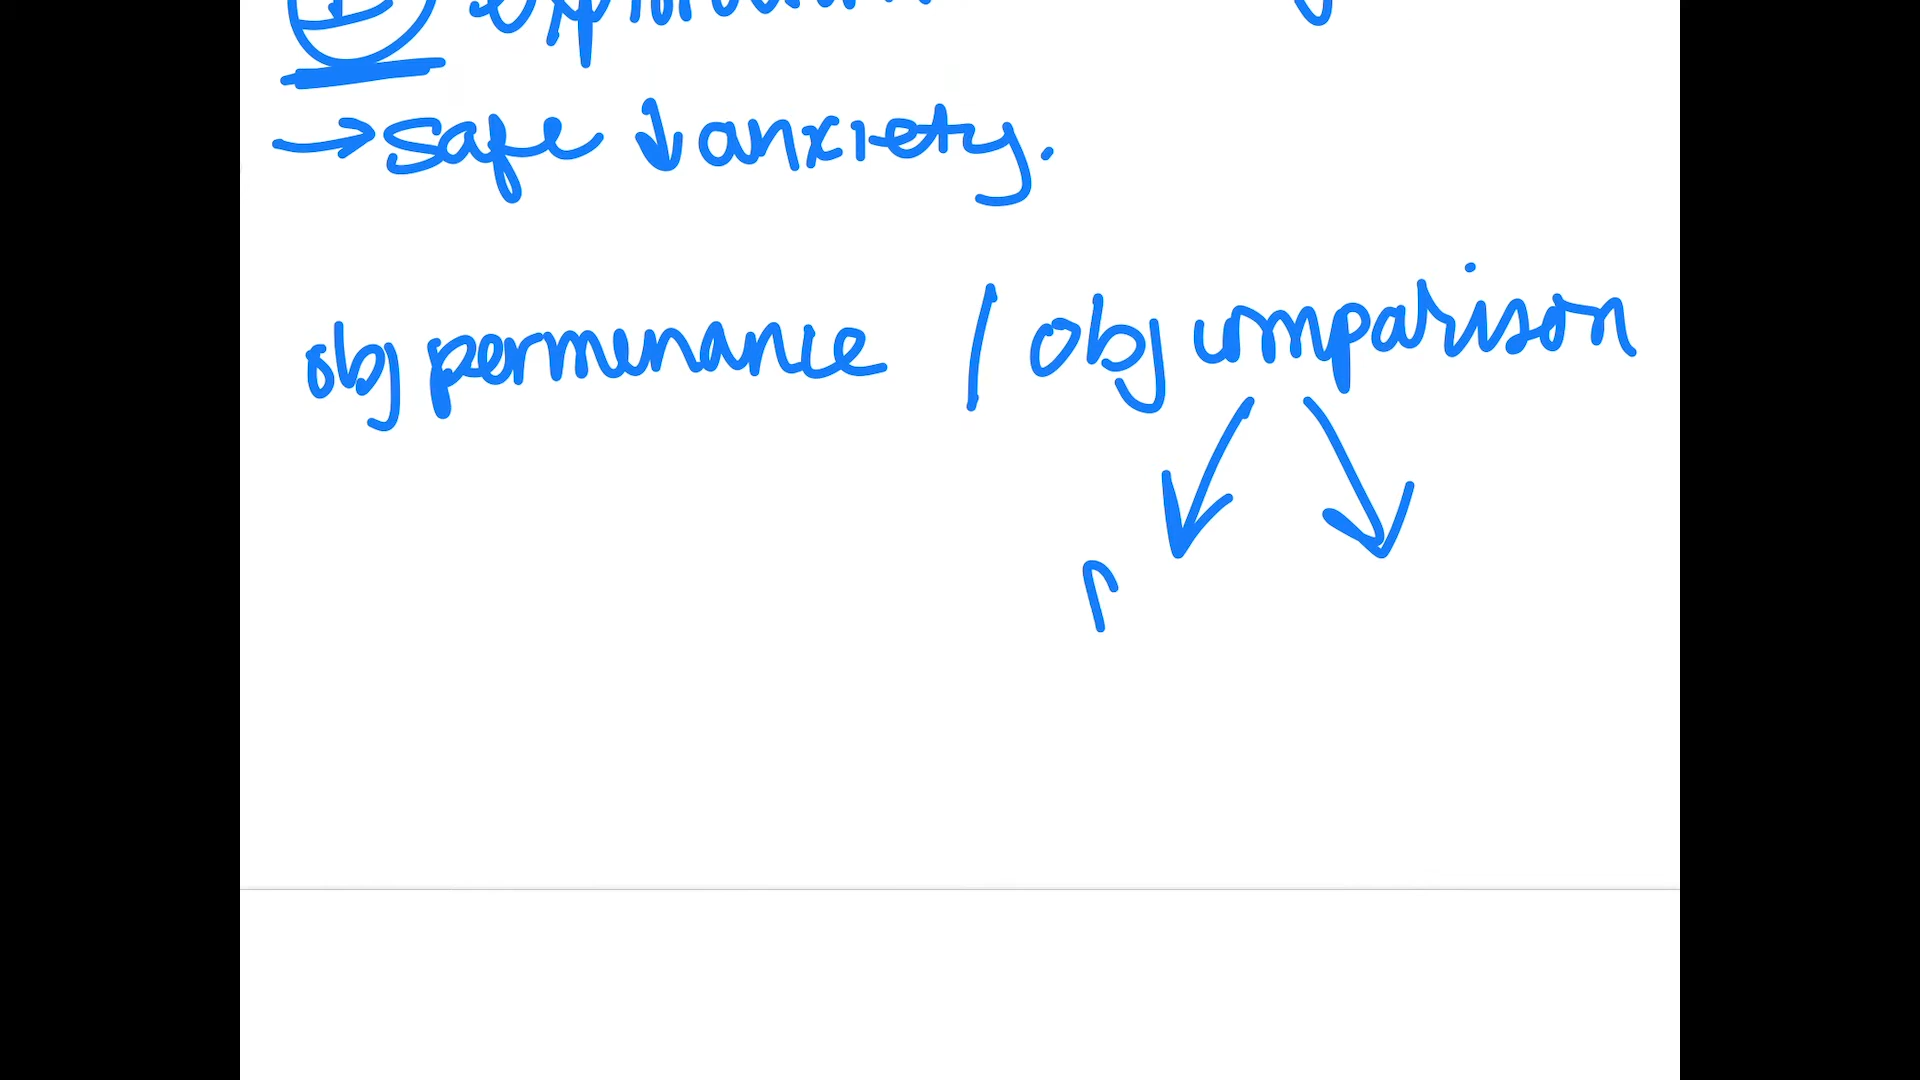 →safe ↓anxiety.
obj permenance / obj comparison